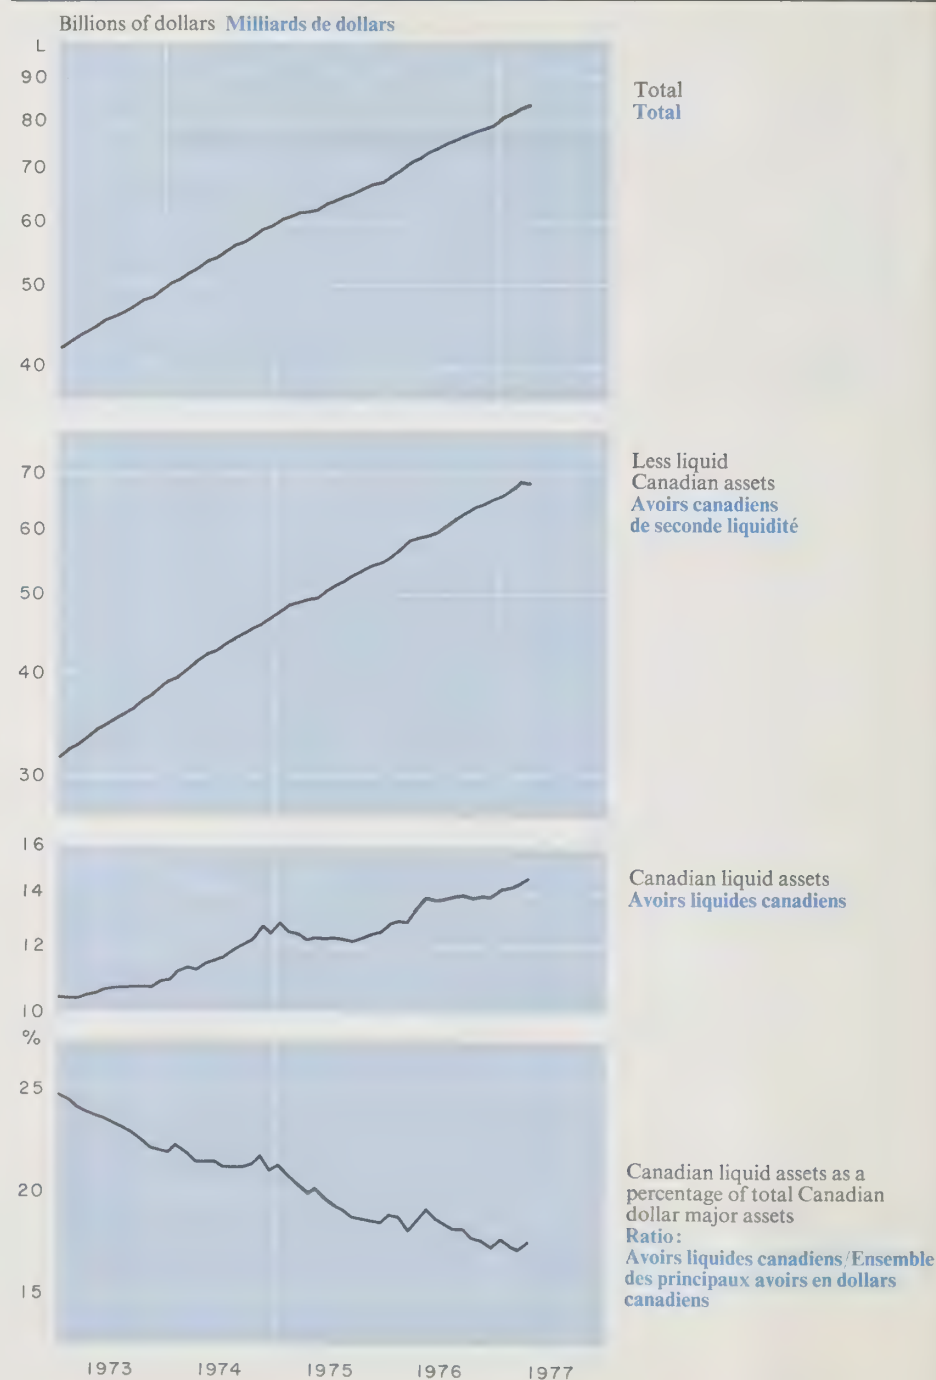 Billions of dollars Milliards de dollars
L
90
80
70
60
50
40
Total
Total
70
60
50
40
30
Less liquid
Canadian assets
Avoirs canadiens
de seconde liquidité
16
14
12
10
Canadian liquid assets
Avoirs liquides canadiens
%
25
20
15
Canadian liquid assets as a
percentage of total Canadian
dollar major assets
Ratio:
Avoirs liquides canadiens/Ensemble
des principaux avoirs en dollars
canadiens
1973 1974 1975 1976 1977